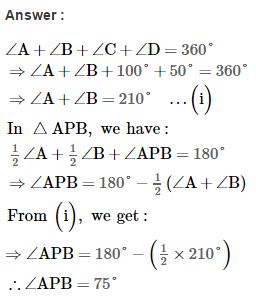 Answer :
∠A + ∠B + ∠C + ∠D = 360°
⇒ ∠A + ∠B + 100° + 50° = 360°
⇒ ∠A + ∠B = 210° ...(i)
In △ APB, we have :
1/2 ∠A + 1/2 ∠B + ∠APB = 180°
⇒ ∠APB = 180° − 1/2 (∠A + ∠B)
From (i), we get :
⇒ ∠APB = 180° − (1/2 × 210°)
∴ ∠APB = 75°